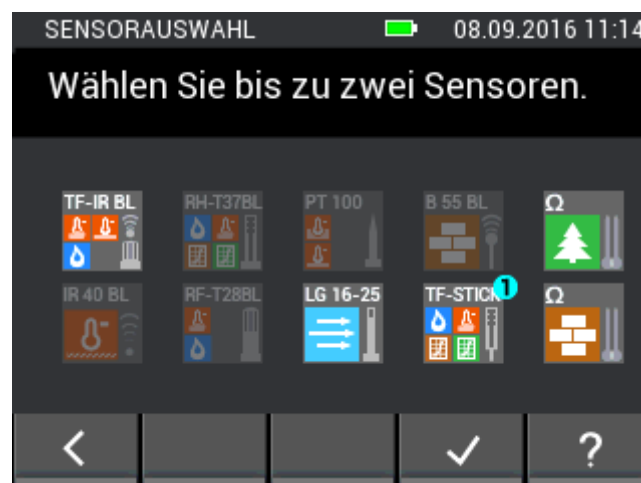 SENSORAUSWAHL 08.09.2016 11:14
Wählen Sie bis zu zwei Sensoren.
TF-IR BL RH-T37BL PT 100 B 55 BL Ω
IR 40 BL RF-T28BL LG 16-25 TF-STICK 1 Ω
?